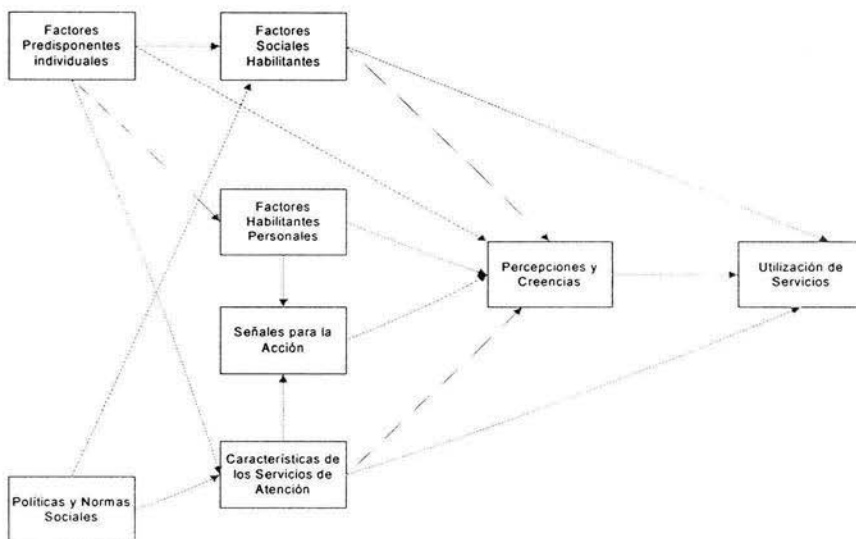 Factores
Predisponentes
individuales
Factores
Sociales
Habilitantes
Factores
Habilitantes
Personales
Percepciones y
Creencias
Utilización de
Servicios
Señales para la
Acción
Características de
los Servicios de
Atención
Políticas y Normas
Sociales